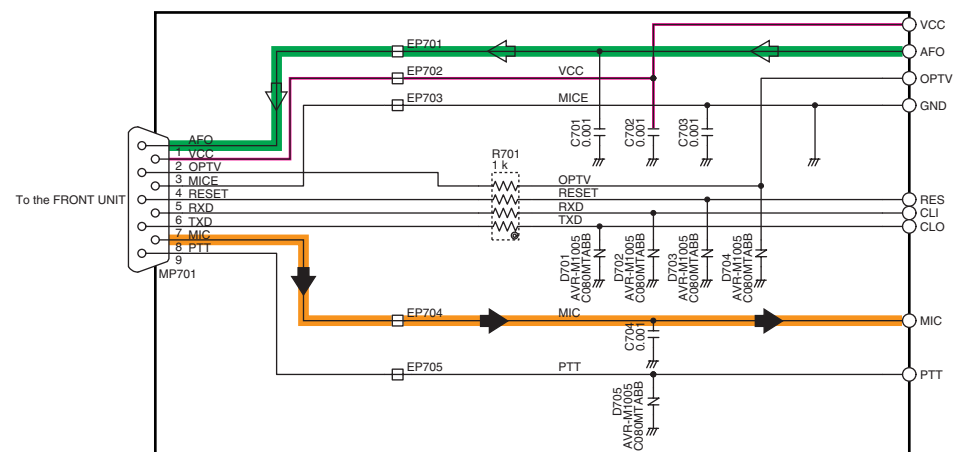 VCC
EP701
AFO
EP702
VCC
OPTV
EP703
MICE
GND
C701
0.001
C702
0.001
C703
0.001
AFO
1
VCC
R701
1 k
2
OPTV
OPTV
3
MICE
To the FRONT UNIT
4
RESET
RESET
RES
5
RXD
RXD
CLI
6
TXD
TXD
CLO
7
MIC
8
PTT
9
MP701
D701
AVR-M1005
C080MTABB
D702
AVR-M1005
C080MTABB
D703
AVR-M1005
C080MTABB
D704
AVR-M1005
C080MTABB
EP704
MIC
MIC
C704
0.001
EP705
PTT
PTT
D705
AVR-M1005
C080MTABB